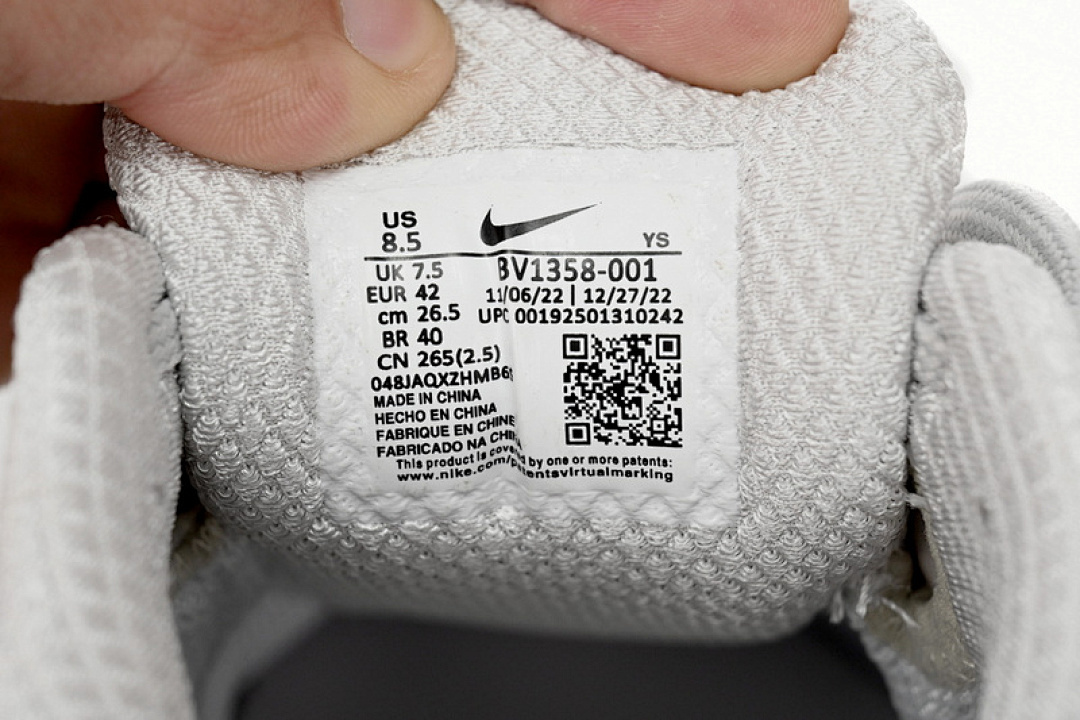 US
8.5
YS
UK 7.5
BV1358-001
EUR 42
11/06/22 | 12/27/22
cm 26.5
UPC 00192501310242
BR 40
CN 265(2.5)
MADE IN CHINA
HECHO EN CHINA
FABRIQUE EN CHINE
FABRICADO NA CHINA
This product is covered by one or more patents:
www.nike.com/patentsvirtualmarking